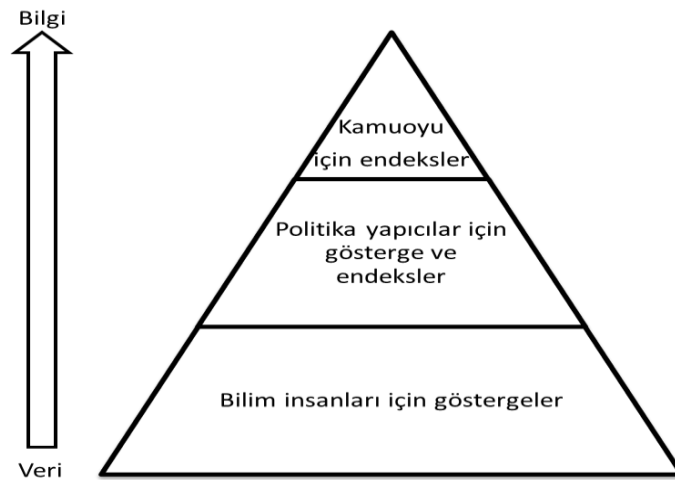 Bilgi
Kamuoyu
için endeksler
Politika yapıcılar için
gösterge ve
endeksler
Bilim insanları için göstergeler
Veri